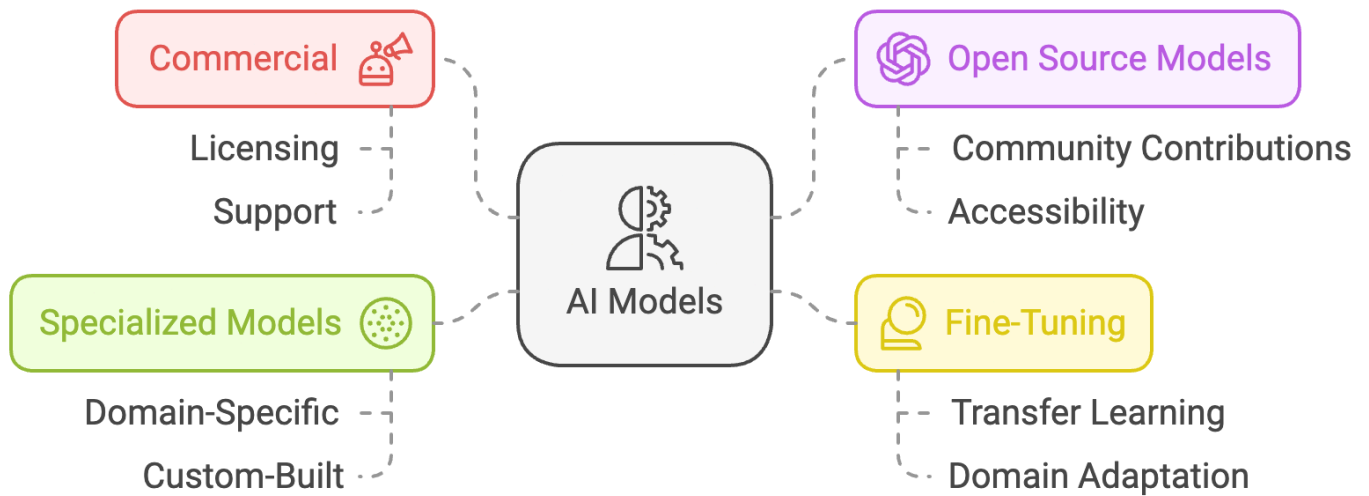 Commercial
Licensing
Support
Specialized Models
Domain-Specific
Custom-Built
AI Models
Open Source Models
Community Contributions
Accessibility
Fine-Tuning
Transfer Learning
Domain Adaptation